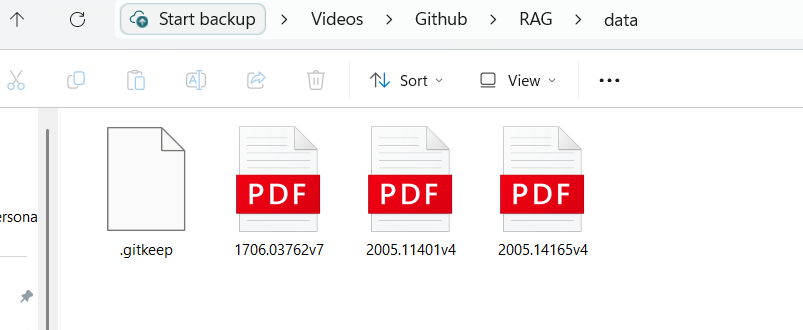 Start backup > Videos > Github > RAG > data
Sort View
ersona
.gitkeep
PDF 1706.03762v7
PDF 2005.11401v4
PDF 2005.14165v4